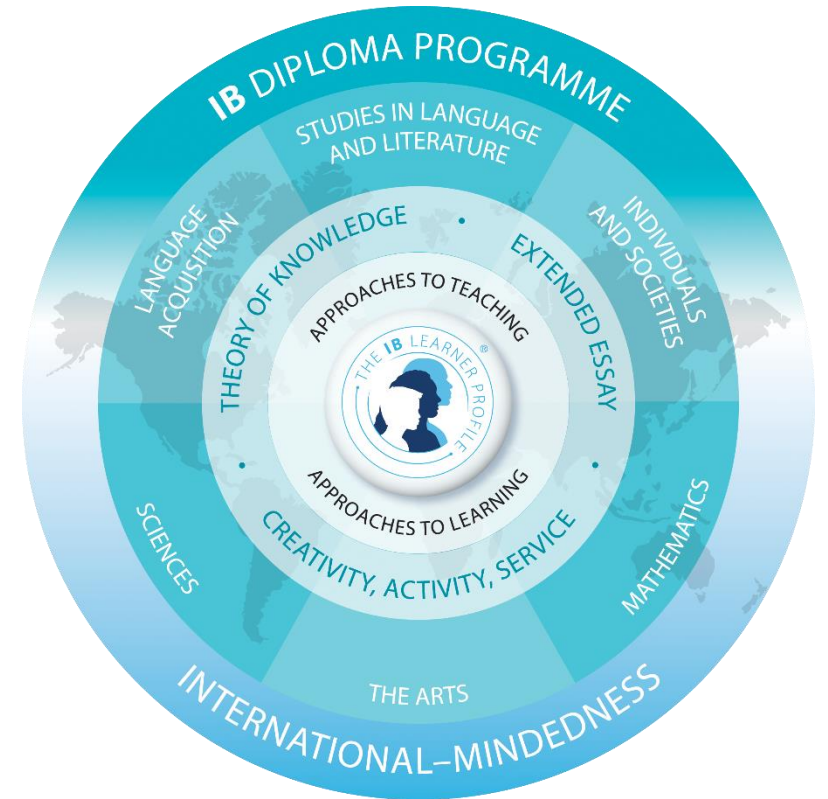 IB DIPLOMA PROGRAMME
STUDIES IN LANGUAGE
AND LITERATURE
LANGUAGE
ACQUISITION
INDIVIDUALS
AND SOCIETIES
THEORY OF KNOWLEDGE •
EXTENDED ESSAY •
APPROACHES TO TEACHING
THE IB LEARNER PROFILE®
APPROACHES TO LEARNING
CREATIVITY, ACTIVITY, SERVICE •
SCIENCES
MATHEMATICS
THE ARTS
INTERNATIONAL–MINDEDNESS